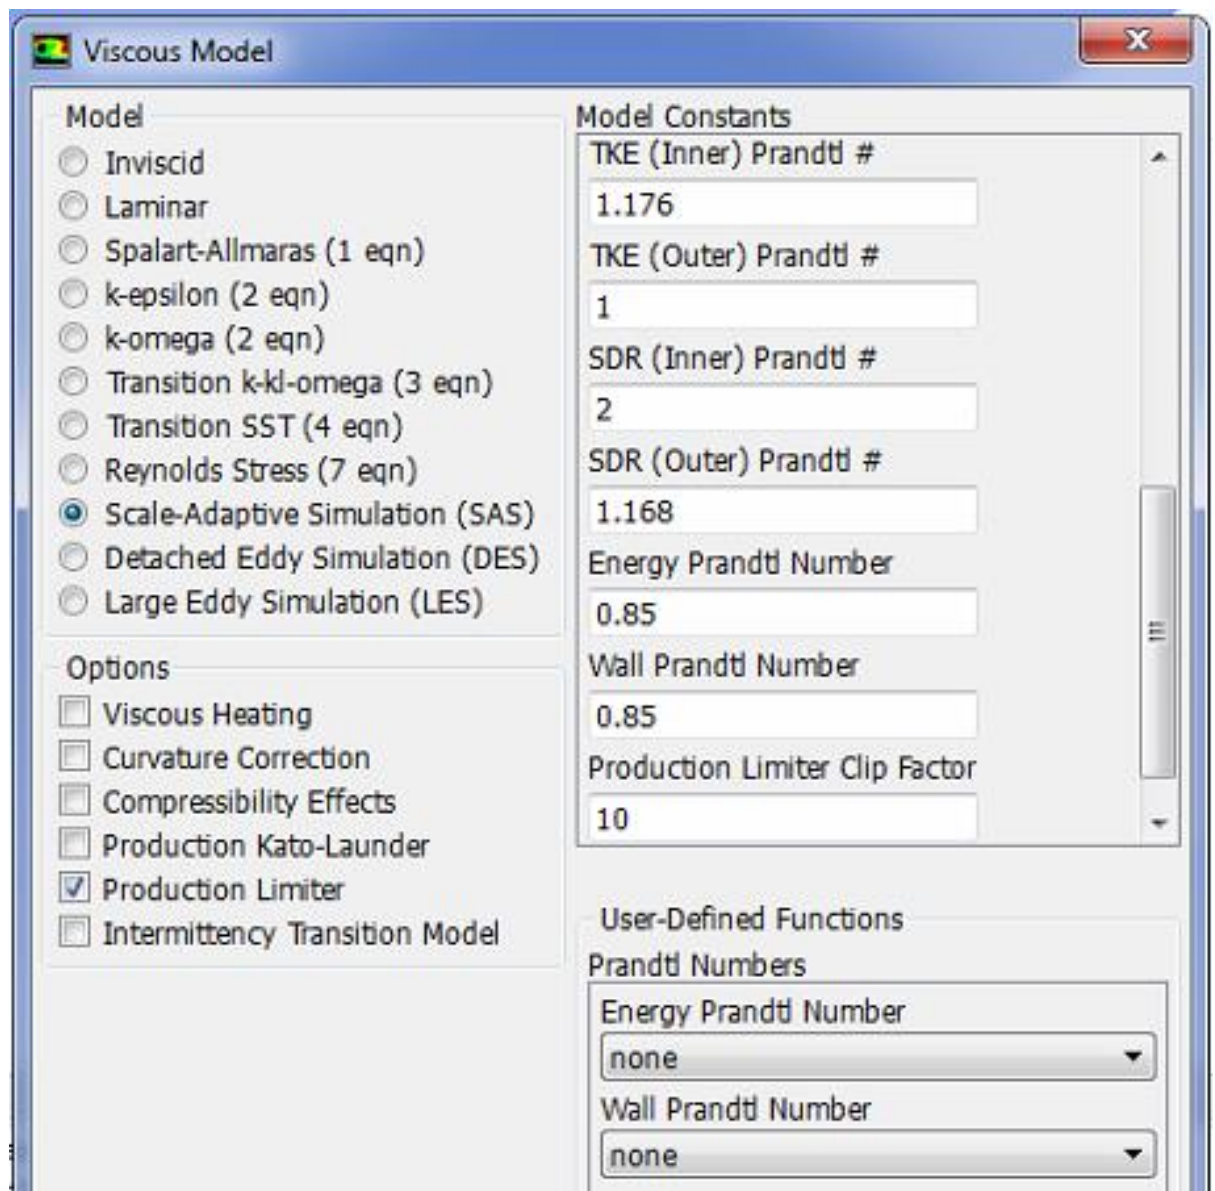 Viscous Model
Model
Inviscid
Laminar
Spalart-Allmaras (1 eqn)
k-epsilon (2 eqn)
k-omega (2 eqn)
Transition k-kl-omega (3 eqn)
Transition SST (4 eqn)
Reynolds Stress (7 eqn)
Scale-Adaptive Simulation (SAS)
Detached Eddy Simulation (DES)
Large Eddy Simulation (LES)
Options
Viscous Heating
Curvature Correction
Compressibility Effects
Production Kato-Launder
Production Limiter
Intermittency Transition Model
Model Constants
TKE (Inner) Prandtl #
1.176
TKE (Outer) Prandtl #
1
SDR (Inner) Prandtl #
2
SDR (Outer) Prandtl #
1.168
Energy Prandtl Number
0.85
Wall Prandtl Number
0.85
Production Limiter Clip Factor
10
User-Defined Functions
Prandtl Numbers
Energy Prandtl Number
none
Wall Prandtl Number
none